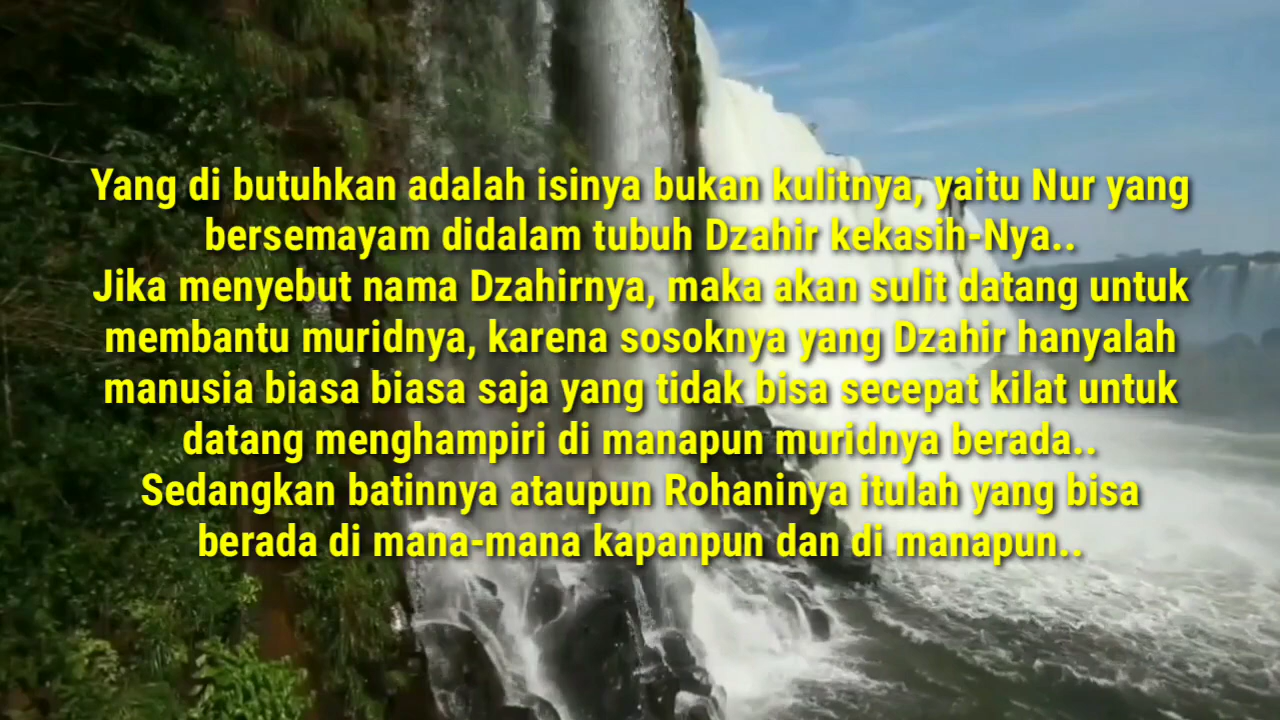 Yang di butuhkan adalah isinya bukan kulitnya, yaitu Nur yang
bersemayam didalam tubuh Dzahir kekasih-Nya..
Jika menyebut nama Dzahirnya, maka akan sulit datang untuk
membantu muridnya, karena sosoknya yang Dzahir hanyalah
manusia biasa biasa saja yang tidak bisa secepat kilat untuk
datang menghampiri di manapun muridnya berada..
Sedangkan batinnya ataupun Rohaninya itulah yang bisa
berada di mana-mana kapanpun dan di manapun..